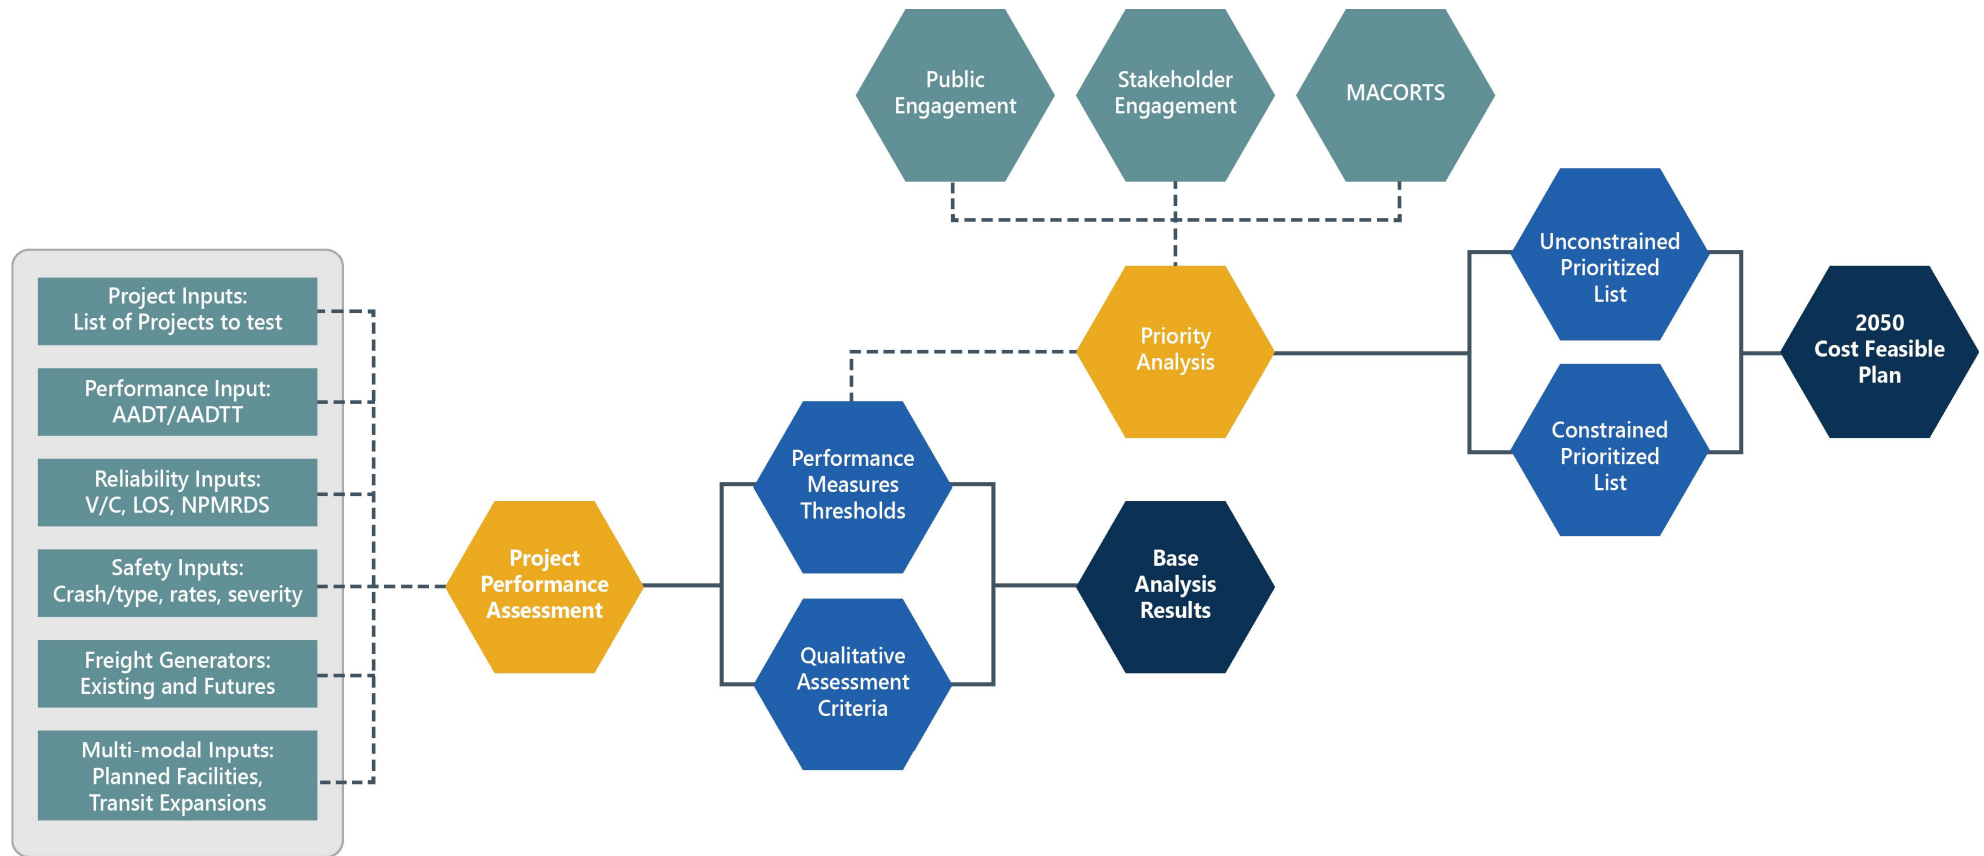 Public
Engagement
Stakeholder
Engagement
MACORTS
Project Inputs:
List of Projects to test
Performance Input:
AADT/AADTT
Reliability Inputs:
V/C, LOS, NPMRDS
Safety Inputs:
Crash/type, rates, severity
Freight Generators:
Existing and Futures
Multi-modal Inputs:
Planned Facilities,
Transit Expansions
Project
Performance
Assessment
Performance
Measures
Thresholds
Qualitative
Assessment
Criteria
Base
Analysis
Results
Priority
Analysis
Unconstrained
Prioritized
List
Constrained
Prioritized
List
2050
Cost Feasible
Plan